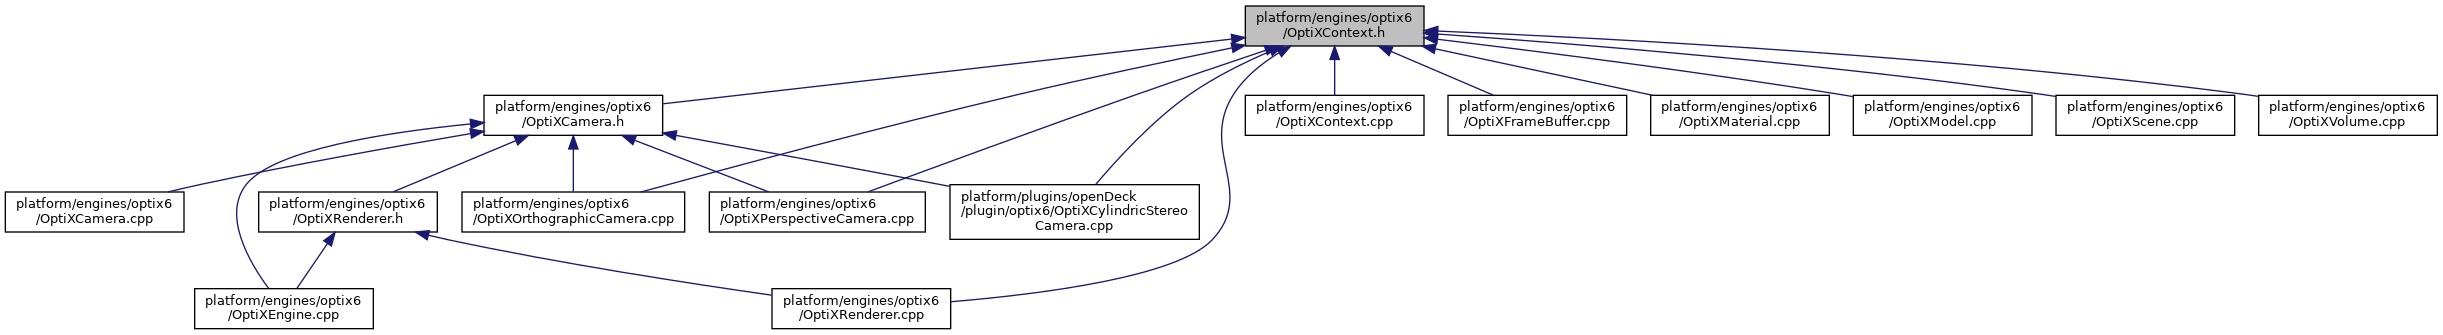 platform/engines/optix6
/OptiXContext.h
platform/engines/optix6
/OptiXCamera.h
platform/engines/optix6
/OptiXContext.cpp
platform/engines/optix6
/OptiXFrameBuffer.cpp
platform/engines/optix6
/OptiXMaterial.cpp
platform/engines/optix6
/OptiXModel.cpp
platform/engines/optix6
/OptiXScene.cpp
platform/engines/optix6
/OptiXVolume.cpp
platform/engines/optix6
/OptiXCamera.cpp
platform/engines/optix6
/OptiXRenderer.h
platform/engines/optix6
/OptiXOrthographicCamera.cpp
platform/engines/optix6
/OptiXPerspectiveCamera.cpp
platform/plugins/openDeck
/plugin/optix6/OptiXCylindricStereo
Camera.cpp
platform/engines/optix6
/OptiXEngine.cpp
platform/engines/optix6
/OptiXRenderer.cpp